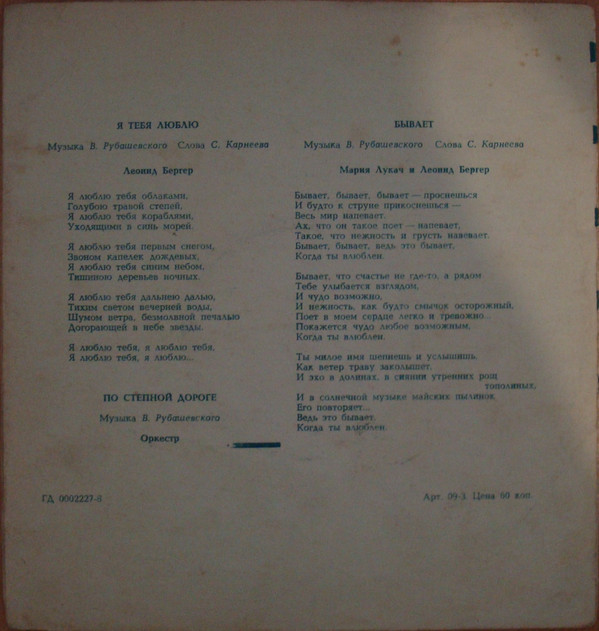 Я ТЕБЯ ЛЮБЛЮ
Музыка В. Рубашевского Слова С. Карнеева
Леонид Бергер
Я люблю тебя облаками,
Голубою травой степей,
Я люблю тебя кораблями,
Уходящими в синь морей.
Я люблю тебя первым снегом,
Звоном капелек дождевых,
Я люблю тебя синим небом,
Тишиною деревьев ночных.
Я люблю тебя дальнею далью,
Тихим светом вечерней воды,
Шумом ветра, безмолвной печалью
Догорающей в небе звезды.
Я люблю тебя, я люблю тебя,
Я люблю тебя, я люблю...
ПО СТЕПНОЙ ДОРОГЕ
Музыка В. Рубашевского
Оркестр
БЫВАЕТ
Музыка В. Рубашевского Слова С. Карнеева
Мария Лукач и Леонид Бергер
Бывает, бывает, бывает — проснешься
И будто к струне прикоснешься —
Весь мир напевает.
Ах, что он такое поет — напевает,
Такое, что нежность и грусть навевает.
Бывает, бывает, ведь это бывает,
Когда ты влюблен.
Бывает, что счастье не где-то, а рядом
Тебе улыбается взглядом,
И чудо возможно,
И нежность, как будто смычок осторожный,
Поет в моем сердце легко и тревожно...
Покажется чудо любое возможным,
Когда ты влюблен.
Ты милое имя шепнешь и услышишь,
Как ветер траву заколышет,
И эхо в долинах, в сиянии утренних рощ
тополиных,
И в солнечной музыке майских пылинок
Его повторяет...
Ведь это бывает,
Когда ты влюблен.
ГД 0002227-8
Арт. 09-3. Цена 60 коп.